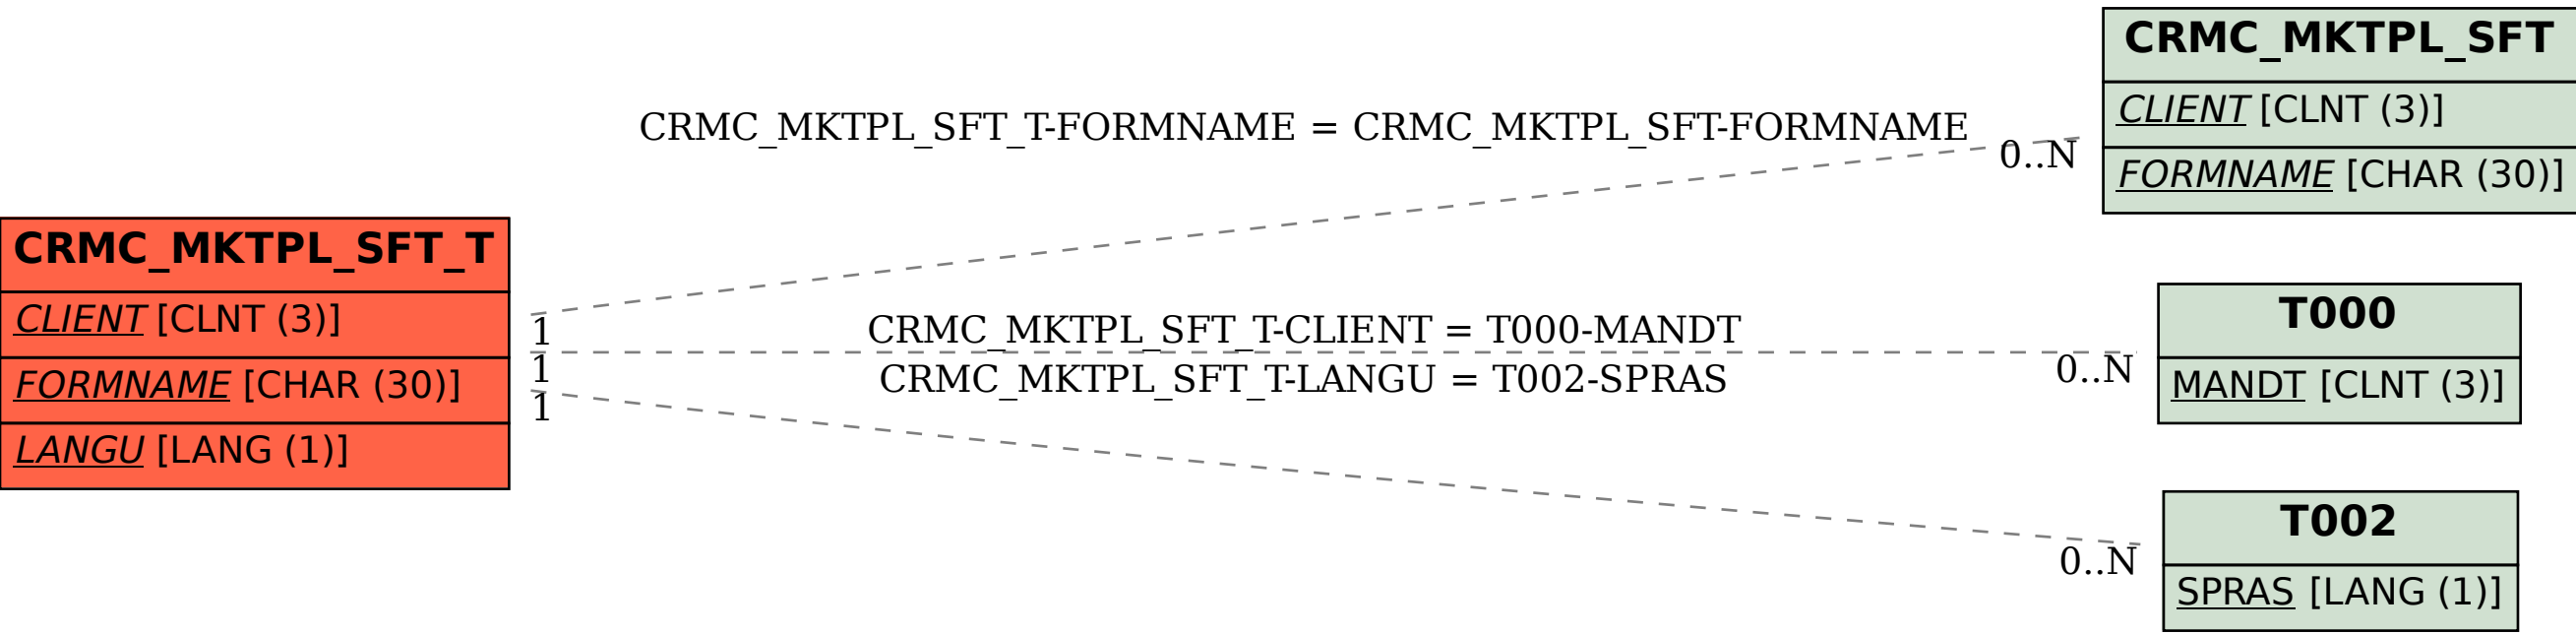 CRMC_MKTPL_SFT
CLIENT [CLNT (3)]
FORMNAME [CHAR (30)]
CRMC_MKTPL_SFT_T-FORMNAME = CRMC_MKTPL_SFT-FORMNAME
0..N
CRMC_MKTPL_SFT_T
CLIENT [CLNT (3)]
FORMNAME [CHAR (30)]
LANGU [LANG (1)]
1
1
1
CRMC_MKTPL_SFT_T-CLIENT = T000-MANDT
CRMC_MKTPL_SFT_T-LANGU = T002-SPRAS
0..N
T000
MANDT [CLNT (3)]
0..N
T002
SPRAS [LANG (1)]